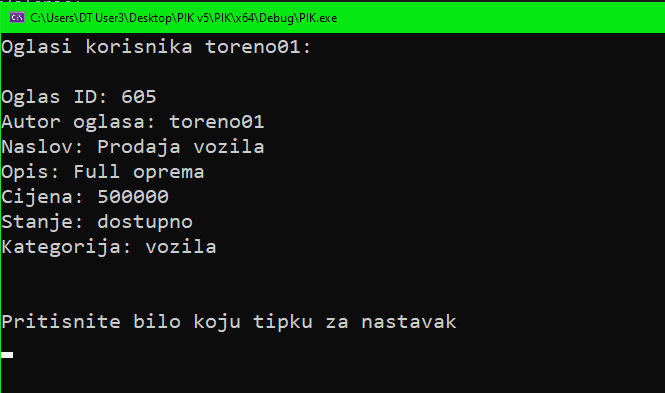 C:\Users\DT User3\Desktop\PIK v5\PIK\x64\Debug\PIK.exe
Oglasi korisnika toreno01:
Oglas ID: 605
Autor oglasa: toreno01
Naslov: Prodaja vozila
Opis: Full oprema
Cijena: 500000
Stanje: dostupno
Kategorija: vozila
Pritisnite bilo koju tipku za nastavak